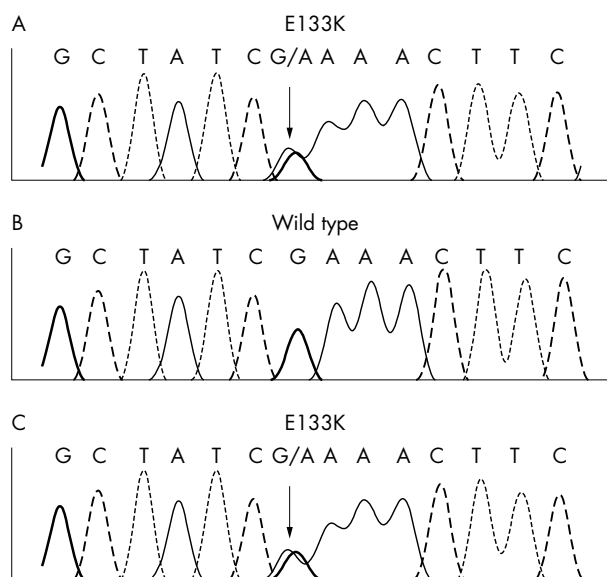 A E133K
G C T A T C G/A A A A C T T C
B Wild type
G C T A T C G A A A C T T C
C E133K
G C T A T C G/A A A A C T T C